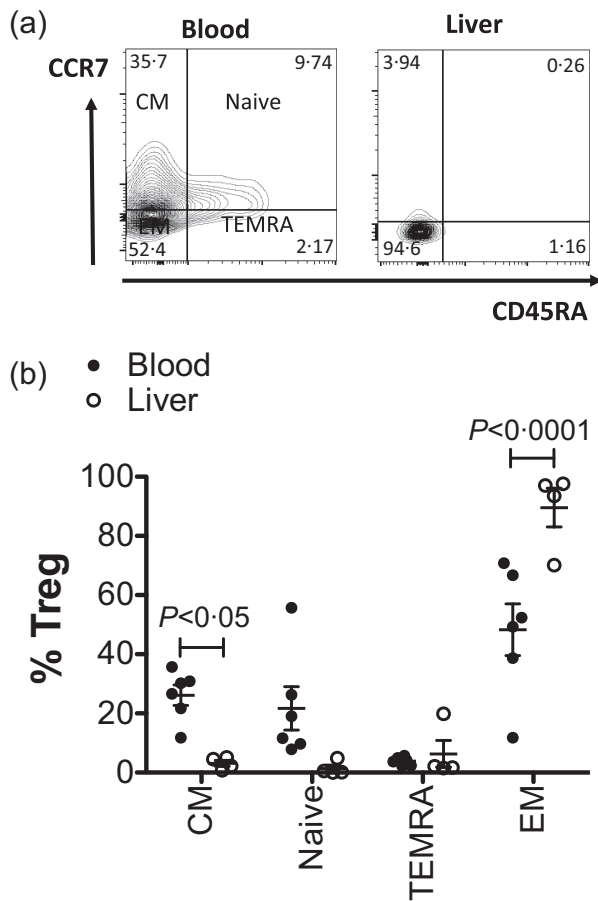 (a)
Blood
Liver
CCR7
35·7
9·74
CM
Naive
EM
TEMRA
52·4
2·17
3·94
0·26
94·6
1·16
CD45RA
(b)
Blood
Liver
P<0·0001
P<0·05
% Treg
100
80
60
40
20
0
CM
Naive
TEMRA
EM